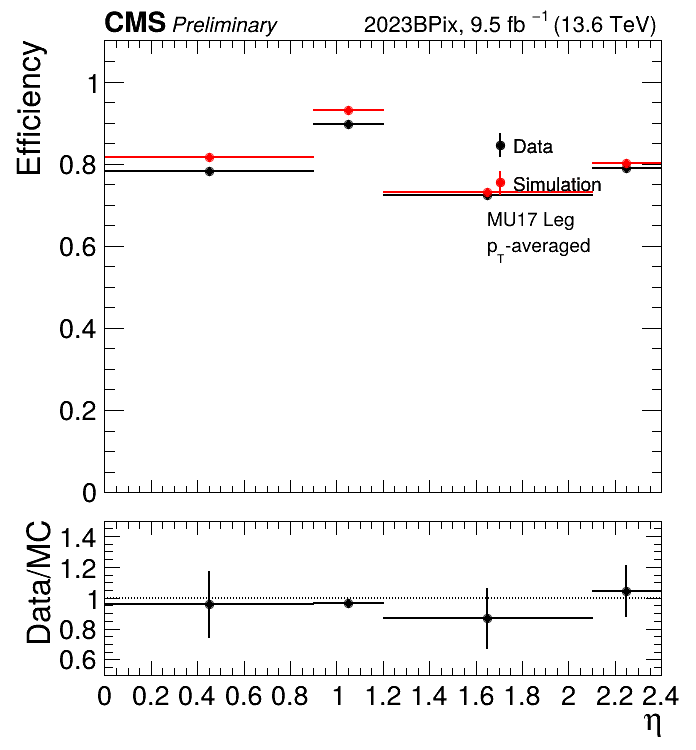 CMS Preliminary 2023BPix, 9.5 fb⁻¹ (13.6 TeV)
Efficiency
1
0.8
0.6
0.4
0.2
0
Data
Simulation
MU17 Leg
pT-averaged
Data/MC
1.4
1.2
1
0.8
0.6
0 0.2 0.4 0.6 0.8 1 1.2 1.4 1.6 1.8 2 2.2 2.4
η